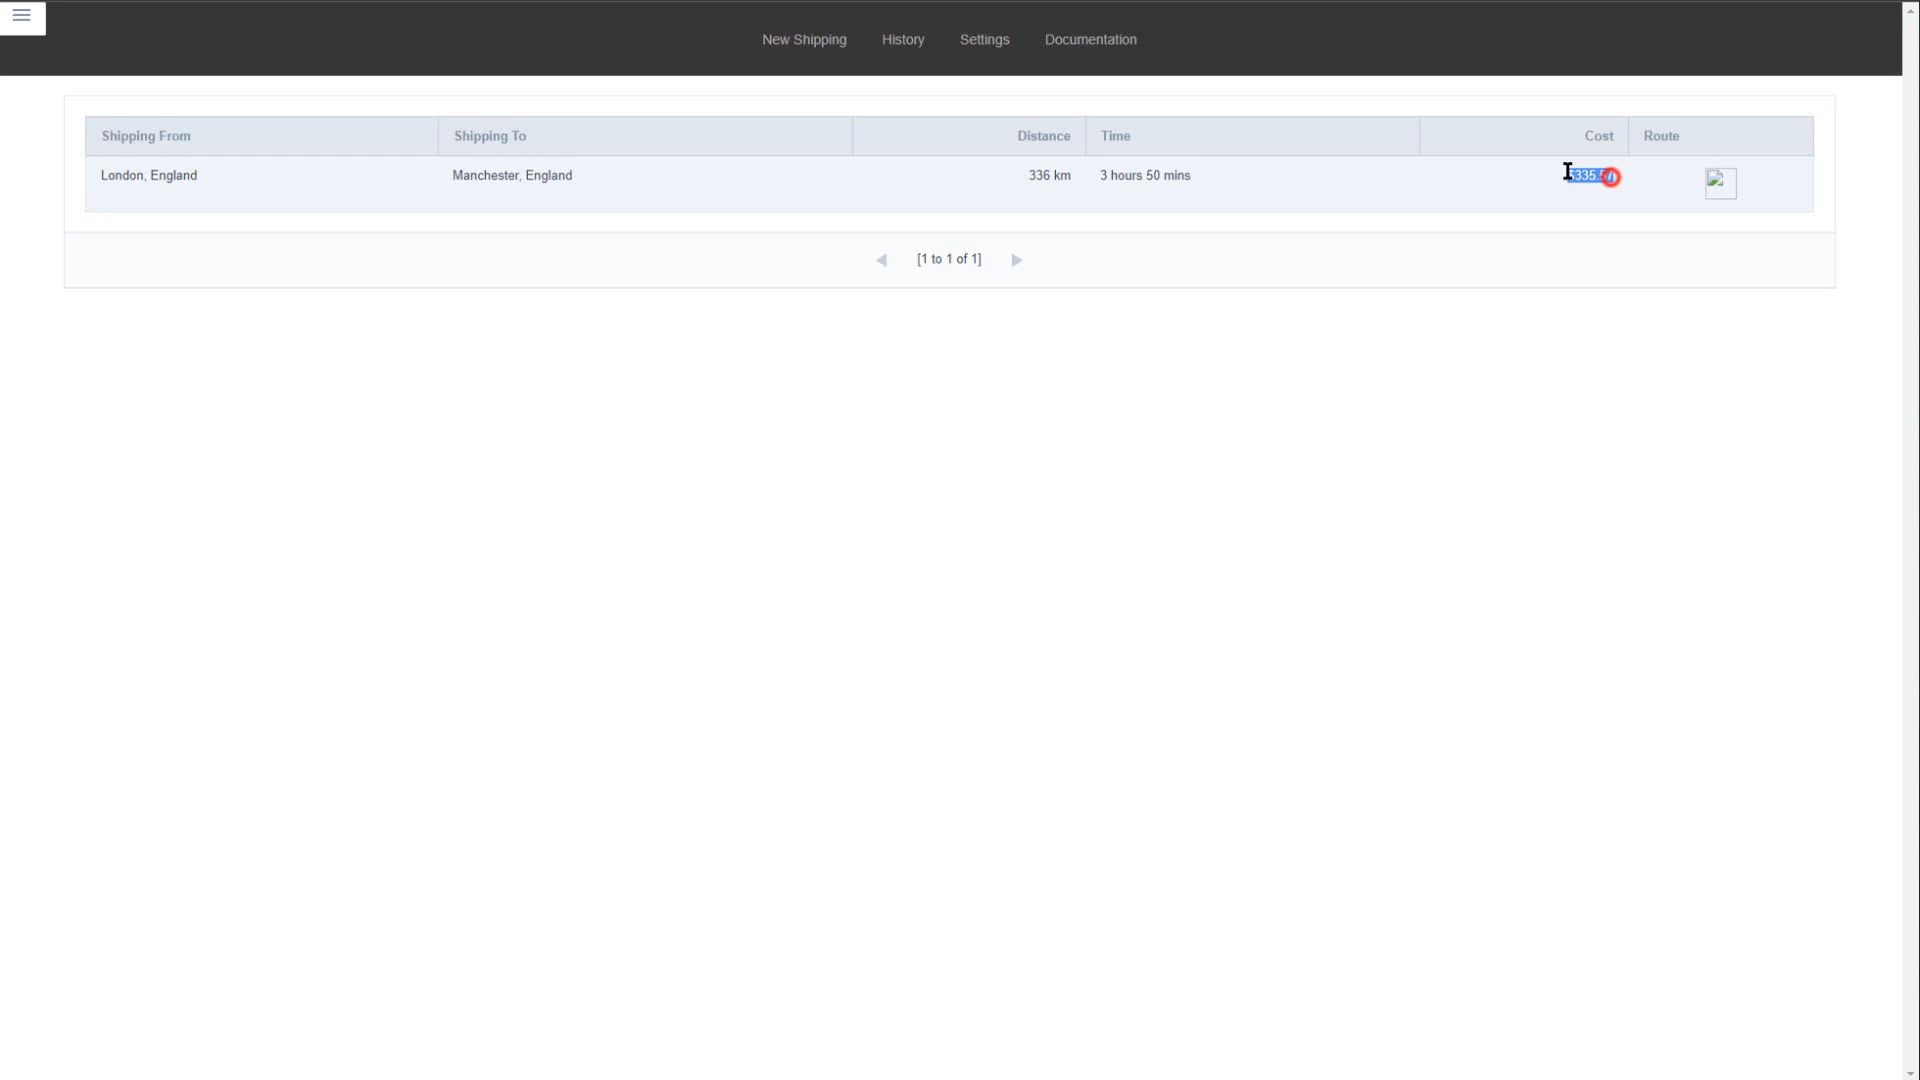 New Shipping History Settings Documentation
Shipping From Shipping To Distance Time Cost Route
London, England Manchester, England 336 km 3 hours 50 mins
[1 to 1 of 1]